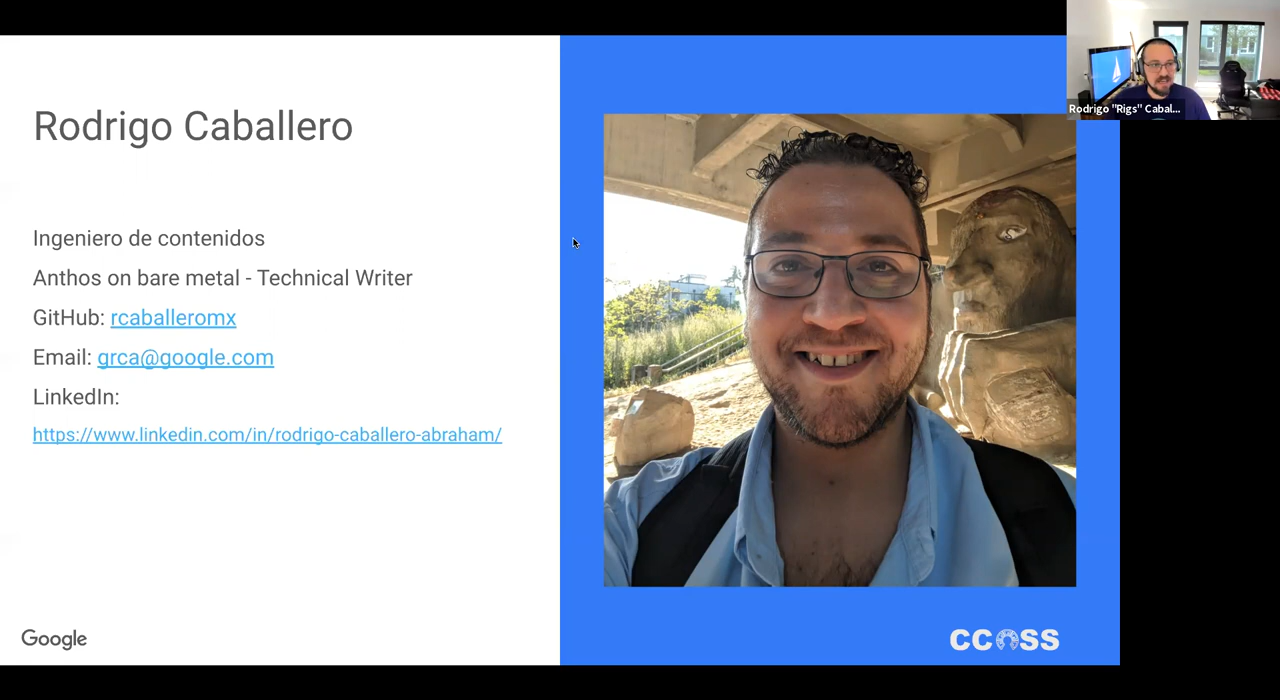 Rodrigo Caballero
Ingeniero de contenidos
Anthos on bare metal - Technical Writer
GitHub: rcaballeromx
Email: grca@google.com
LinkedIn:
https://www.linkedin.com/in/rodrigo-caballero-abraham/
Google
CCOSS
Rodrigo "Rigs" Cabal...